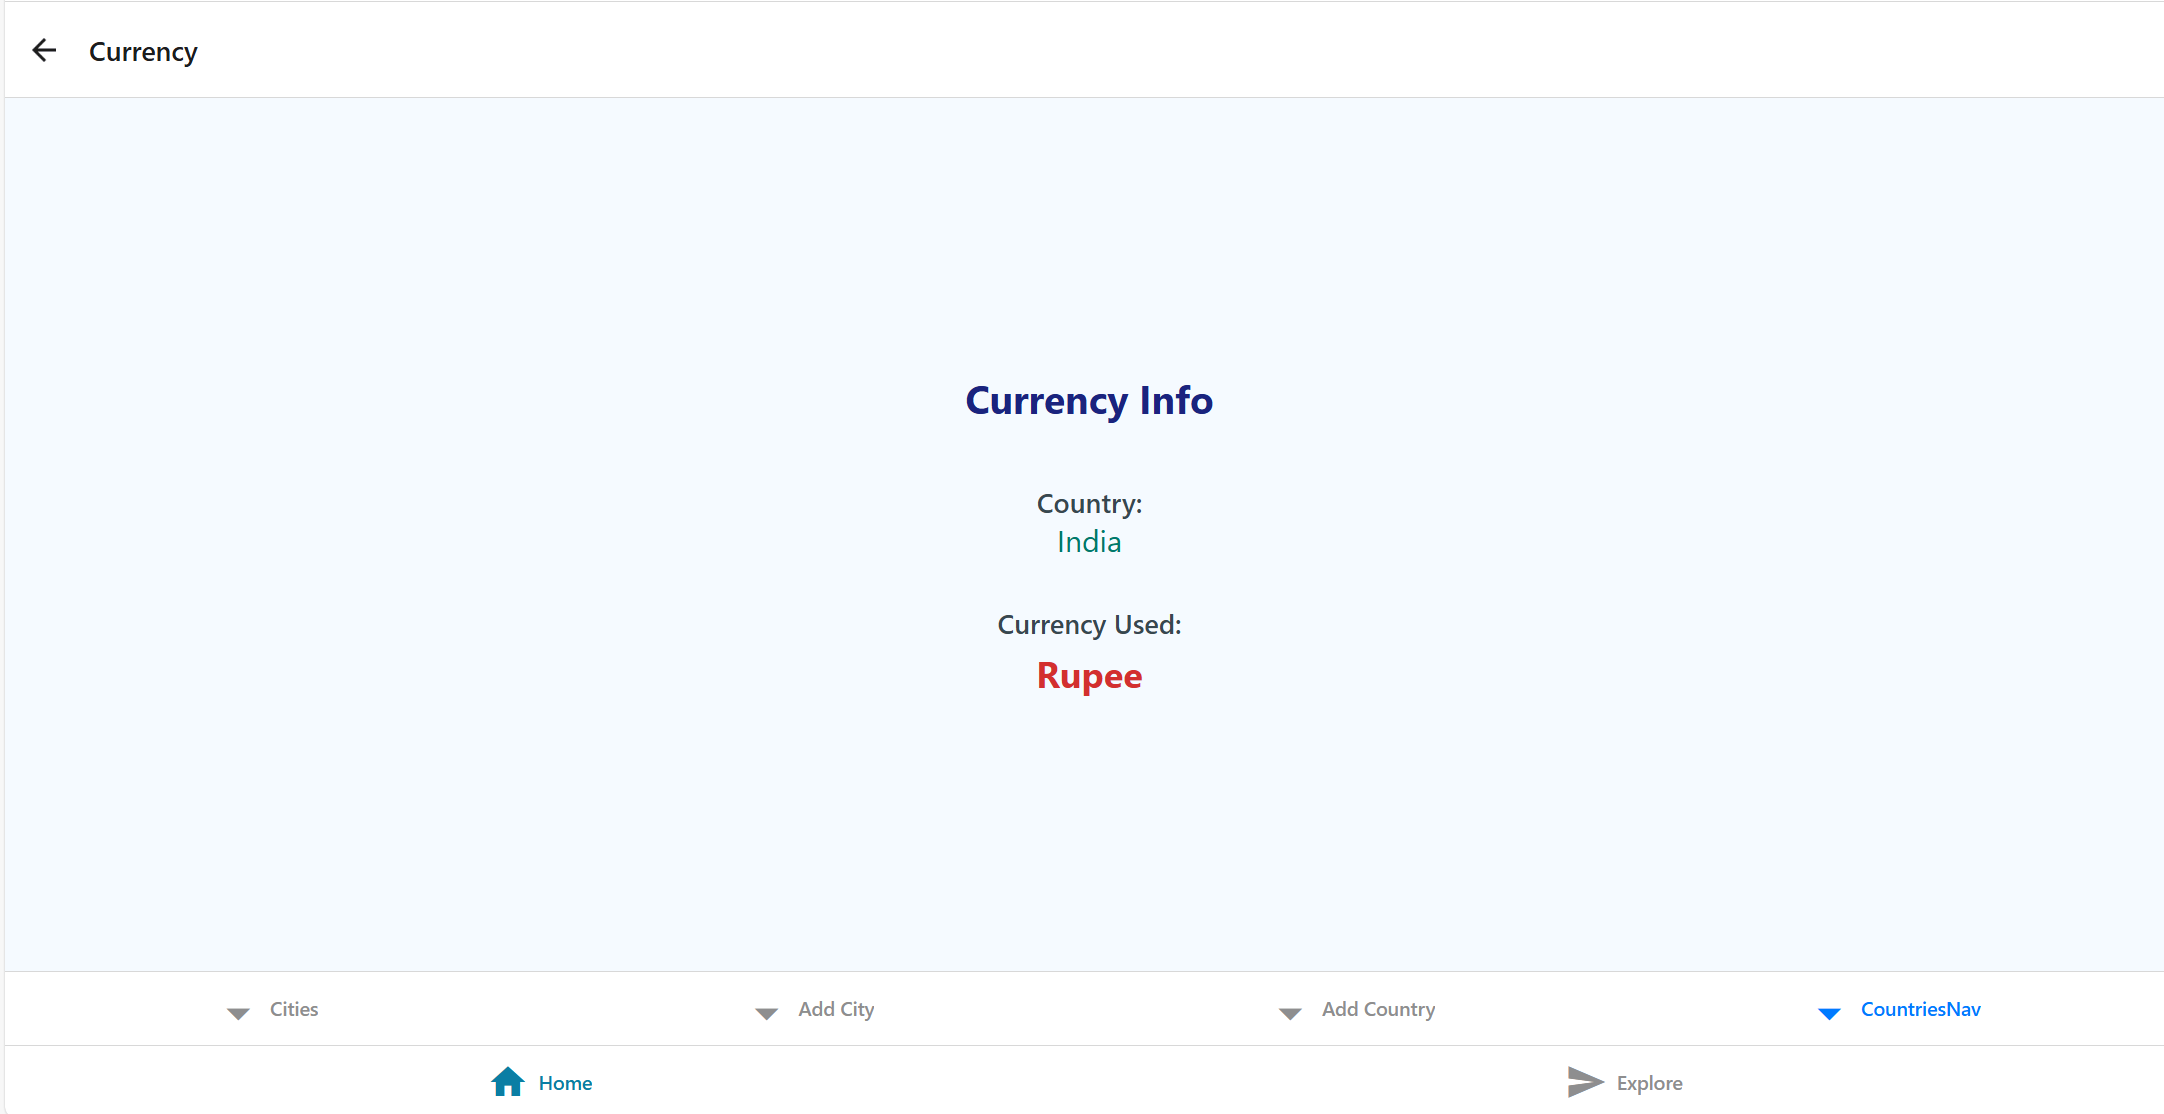 Currency
Currency Info
Country:
India
Currency Used:
Rupee
Cities
Add City
Add Country
CountriesNav
Home
Explore